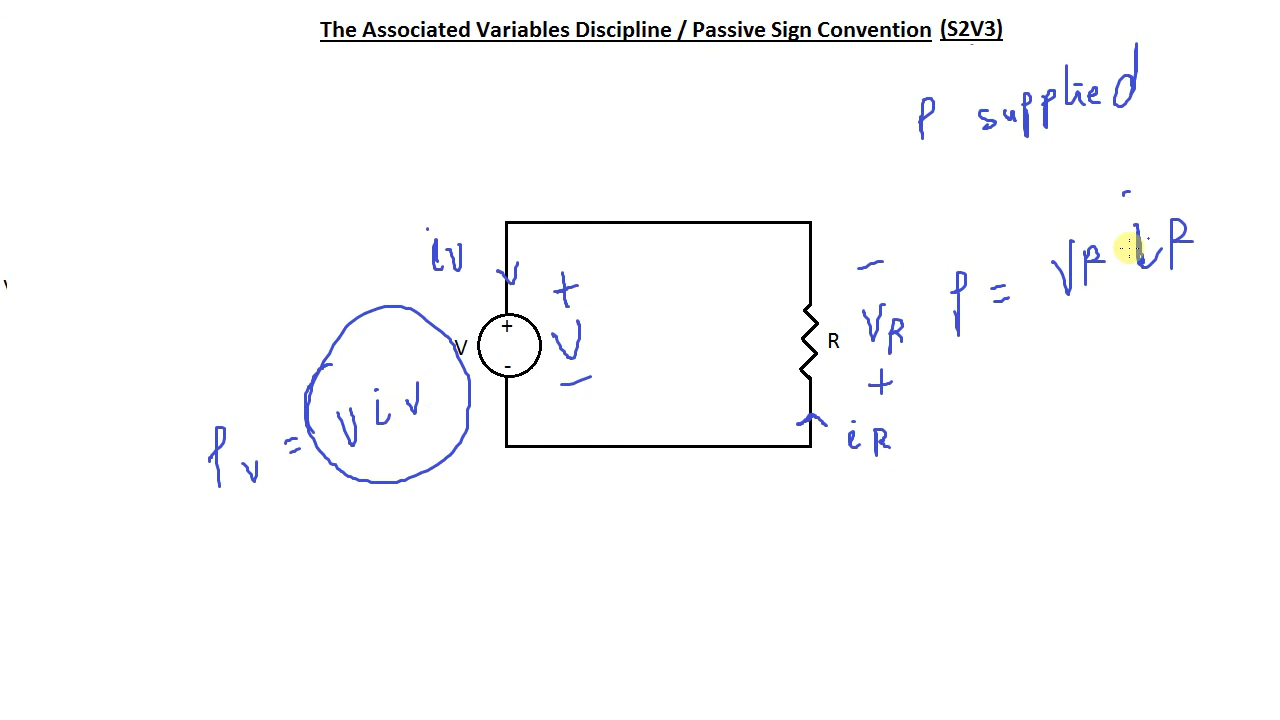 The Associated Variables Discipline / Passive Sign Convention (S2V3)
P supplied
iv
+
V
−
+
-
V
R
−
VR
+
P = VR iR
iR
Pv = V iv